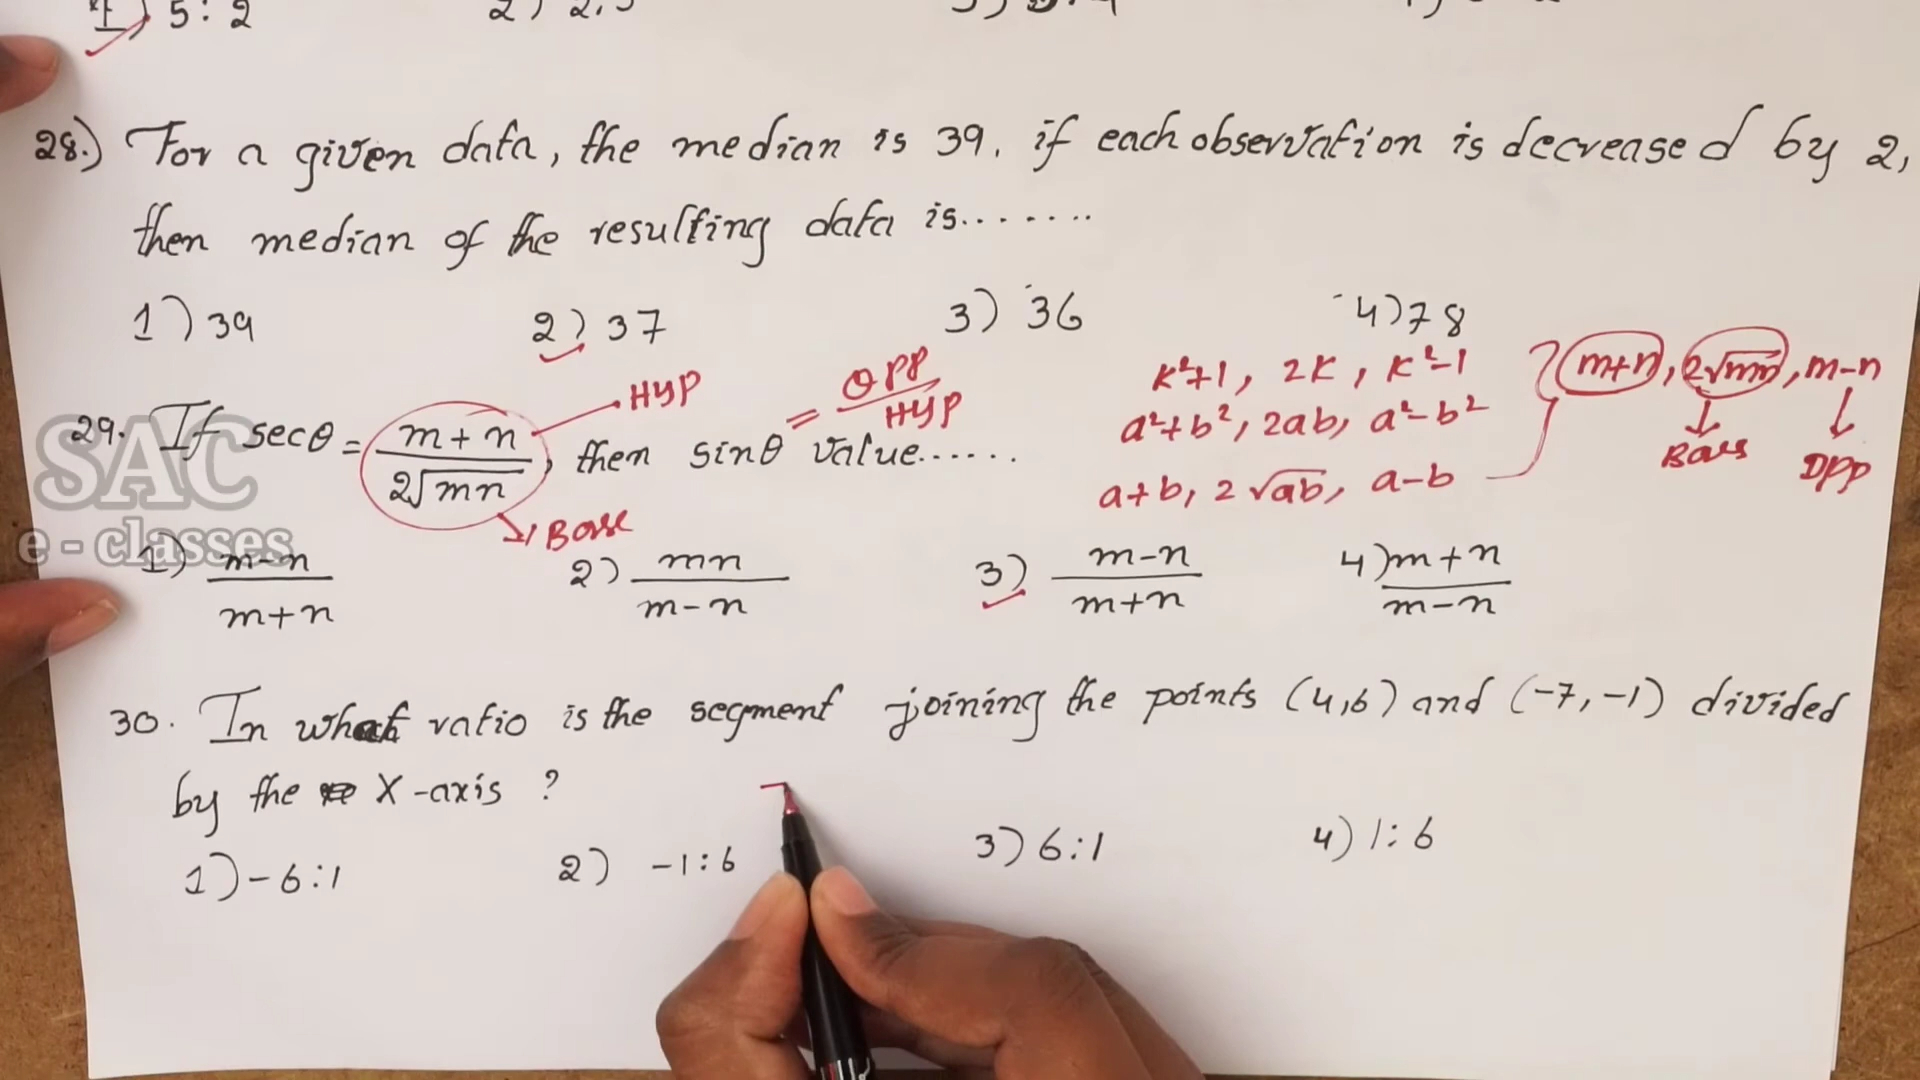 1) 5 : 2
28.) For a given data, the median is 39. if each observation is decreased by 2,
then median of the resulting data is........
1) 39 2) 37 3) 36 4) 78
HYP = OPP/HYP K²+1, 2K, K²-1 m+n, 2√mn, m-n
a²+b², 2ab, a²-b²
29. If secθ = (m+n)/(2√mn), then sinθ value......
a+b, 2√ab, a-b OPP
SAC
e - classes
1) (m-n)/(m+n) 2) mn/(m-n) 3) (m-n)/(m+n) 4) (m+n)/(m-n)
30. In what ratio is the segment joining the points (4,6) and (-7,-1) divided
by the X-axis ?
1) -6:1 2) -1:6 3) 6:1 4) 1:6